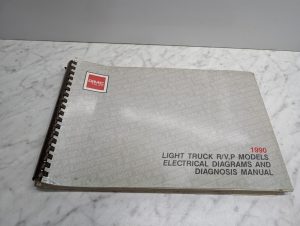 GMC
1990
LIGHT TRUCK R/V.P MODELS
ELECTRICAL DIAGRAMS AND
DIAGNOSIS MANUAL